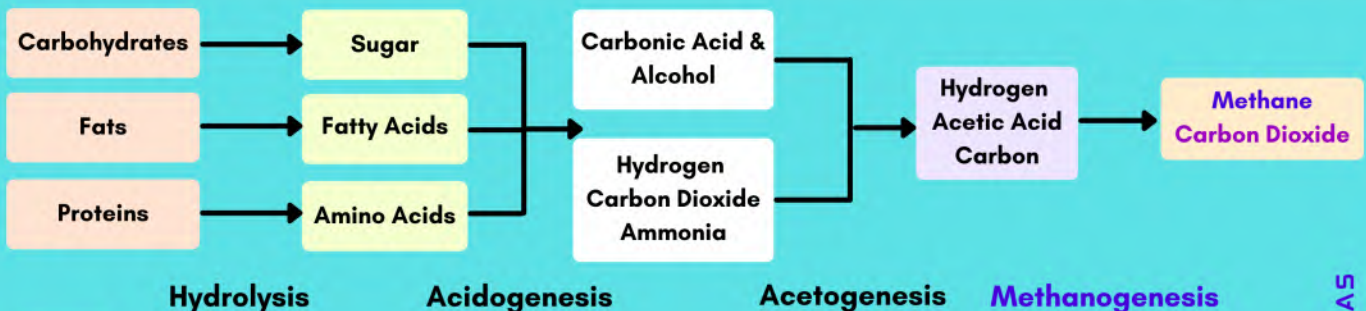 Carbohydrates
Sugar
Carbonic Acid &
Alcohol
Fats
Fatty Acids
Hydrogen
Acetic Acid
Carbon
Methane
Carbon Dioxide
Proteins
Amino Acids
Hydrogen
Carbon Dioxide
Ammonia
Hydrolysis
Acidogenesis
Acetogenesis
Methanogenesis
AS